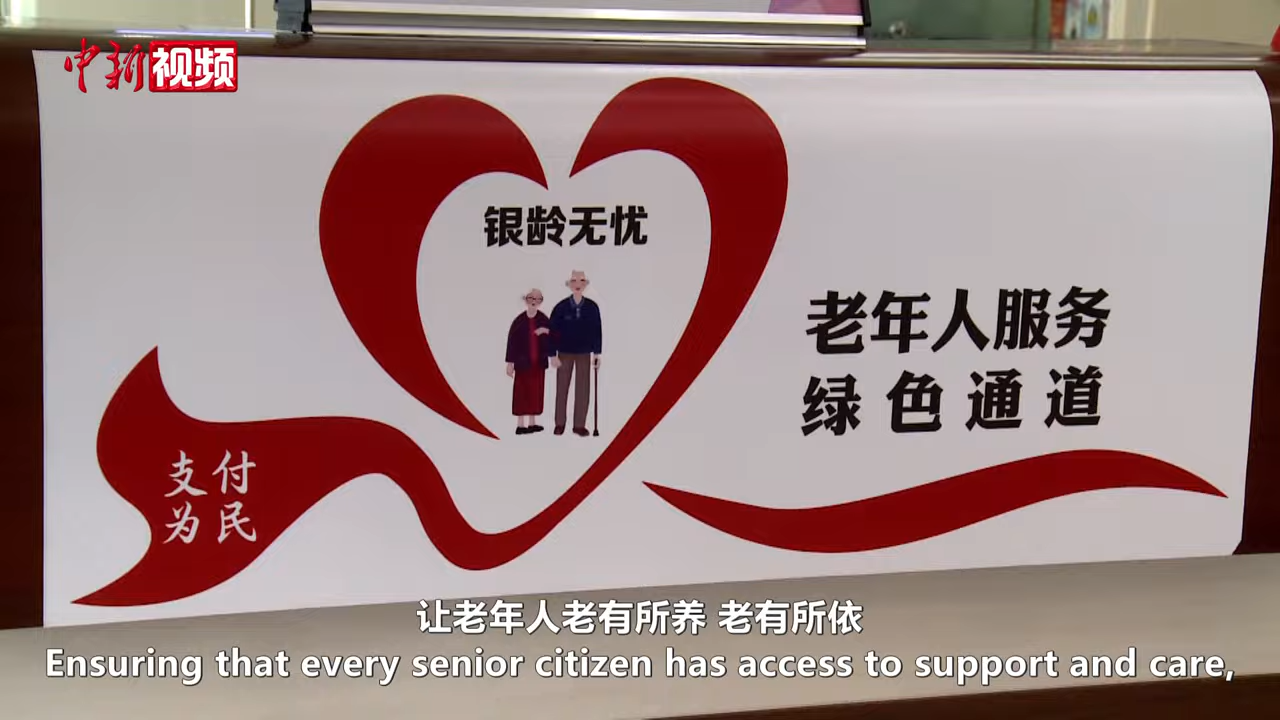 中新视频
银龄无忧
老年人服务
绿色通道
支付
为民
让老年人老有所养 老有所依
Ensuring that every senior citizen has access to support and care,